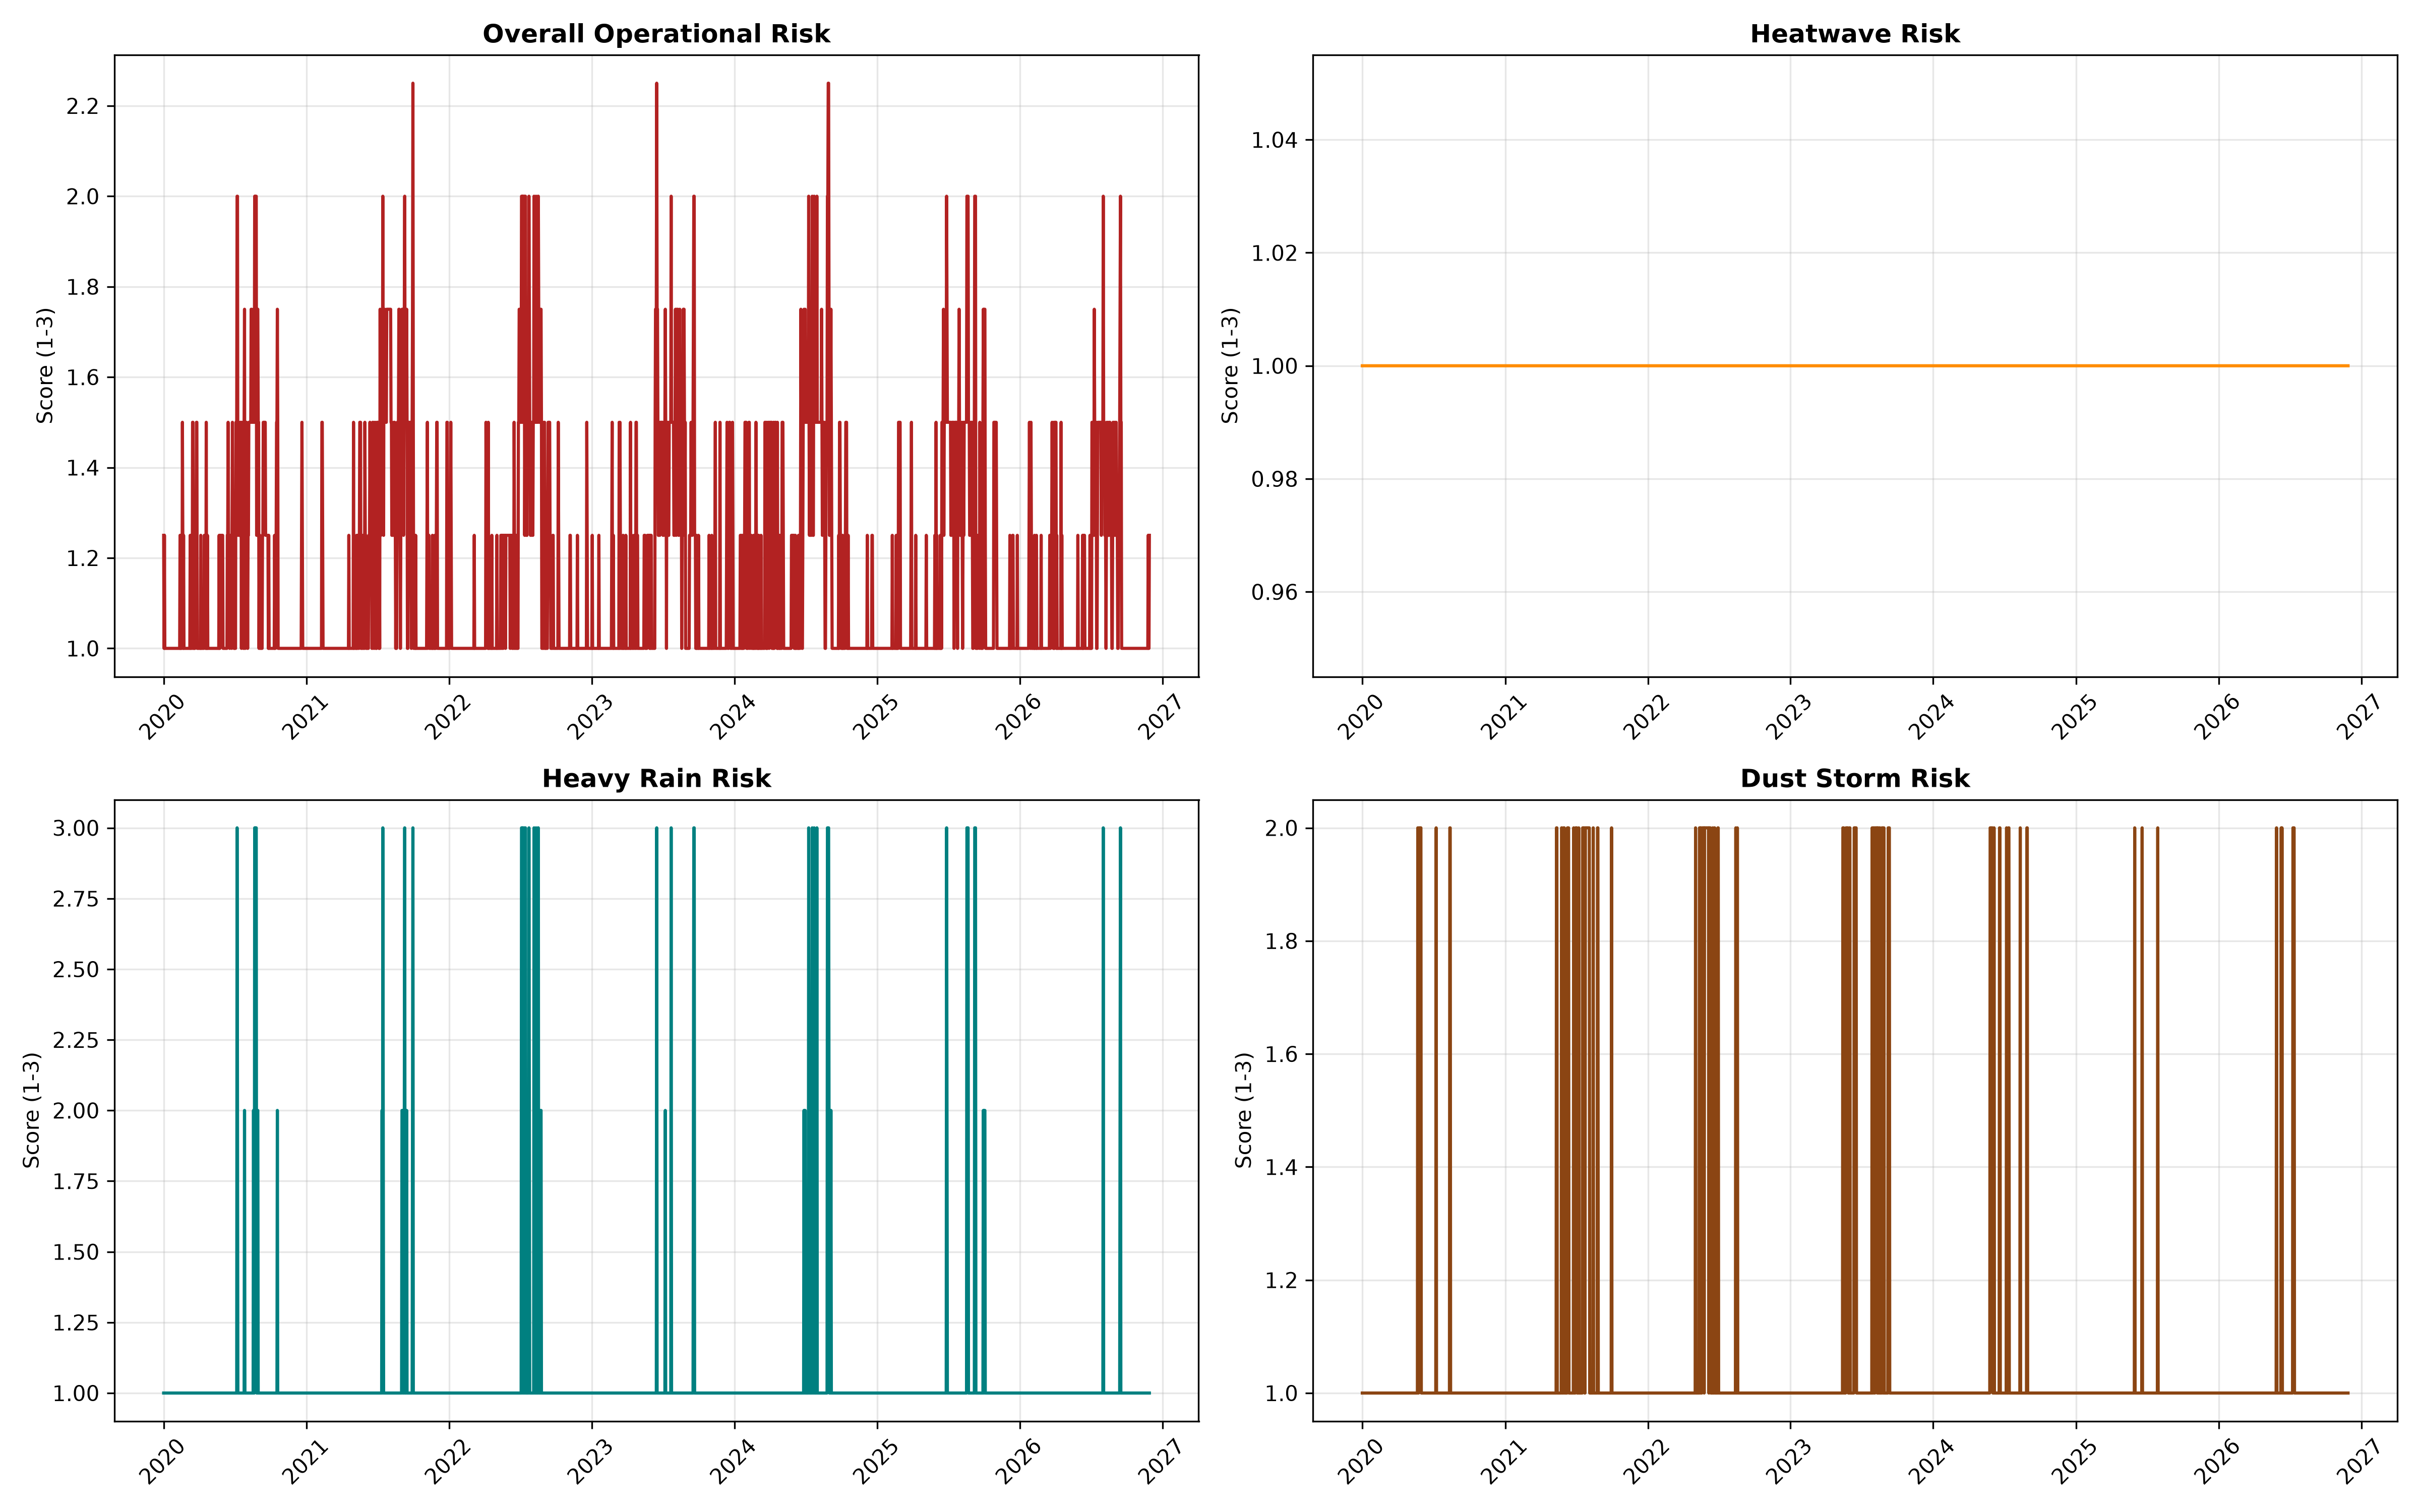 Overall Operational Risk
Score (1-3)
2.2
2.0
1.8
1.6
1.4
1.2
1.0
2020 2021 2022 2023 2024 2025 2026 2027
Heatwave Risk
Score (1-3)
1.04
1.02
1.00
0.98
0.96
2020 2021 2022 2023 2024 2025 2026 2027
Heavy Rain Risk
Score (1-3)
3.00
2.75
2.50
2.25
2.00
1.75
1.50
1.25
1.00
2020 2021 2022 2023 2024 2025 2026 2027
Dust Storm Risk
Score (1-3)
2.0
1.8
1.6
1.4
1.2
1.0
2020 2021 2022 2023 2024 2025 2026 2027